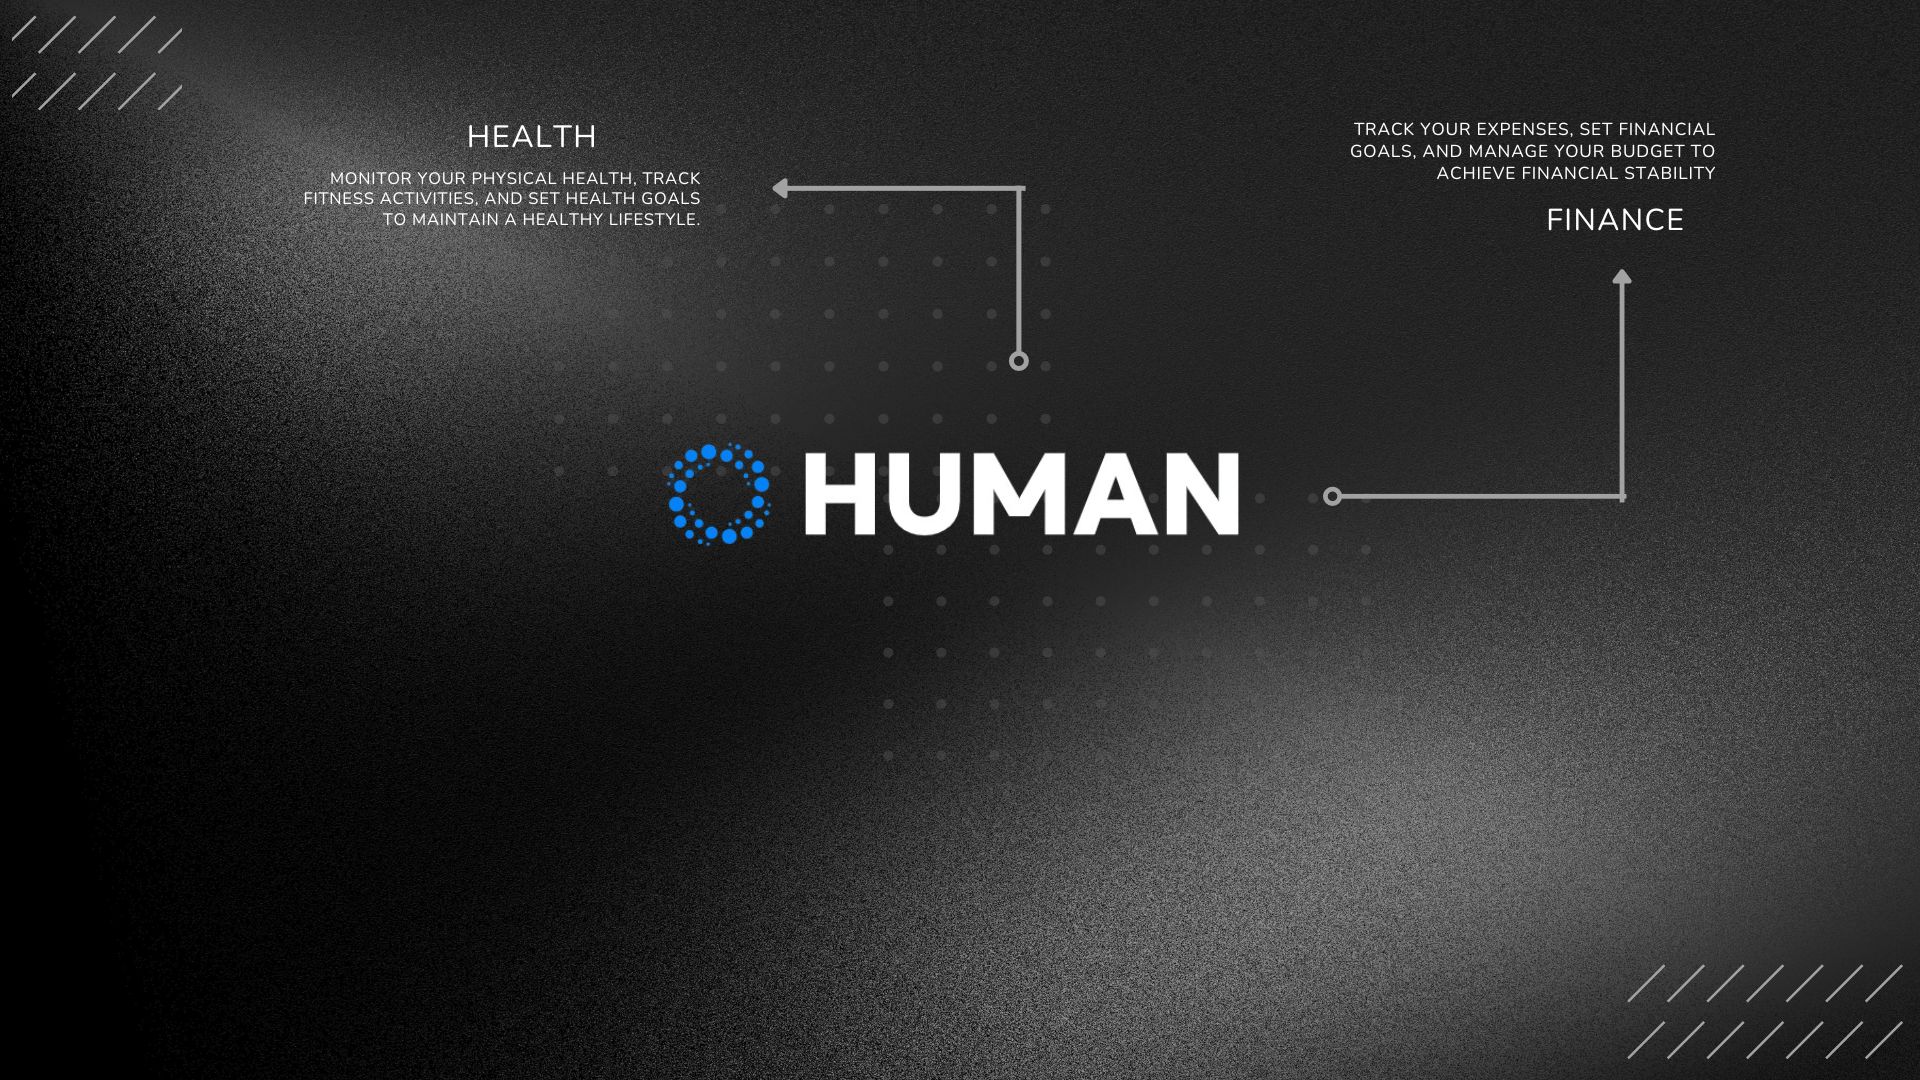 HEALTH
MONITOR YOUR PHYSICAL HEALTH, TRACK
FITNESS ACTIVITIES, AND SET HEALTH GOALS
TO MAINTAIN A HEALTHY LIFESTYLE.
TRACK YOUR EXPENSES, SET FINANCIAL
GOALS, AND MANAGE YOUR BUDGET TO
ACHIEVE FINANCIAL STABILITY
FINANCE
HUMAN